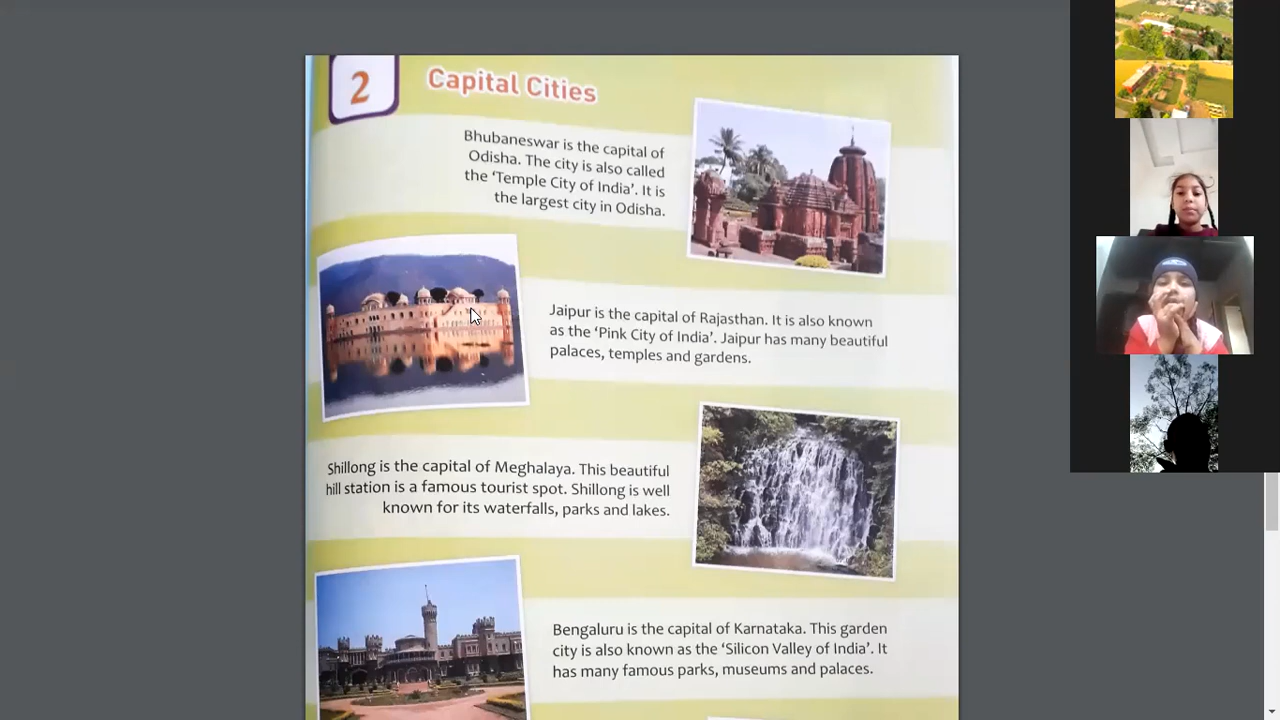 2
Capital Cities
Bhubaneswar is the capital of
Odisha. The city is also called
the ‘Temple City of India’. It is
the largest city in Odisha.
Jaipur is the capital of Rajasthan. It is also known
as the ‘Pink City of India’. Jaipur has many beautiful
palaces, temples and gardens.
Shillong is the capital of Meghalaya. This beautiful
hill station is a famous tourist spot. Shillong is well
known for its waterfalls, parks and lakes.
Bengaluru is the capital of Karnataka. This garden
city is also known as the ‘Silicon Valley of India’. It
has many famous parks, museums and palaces.